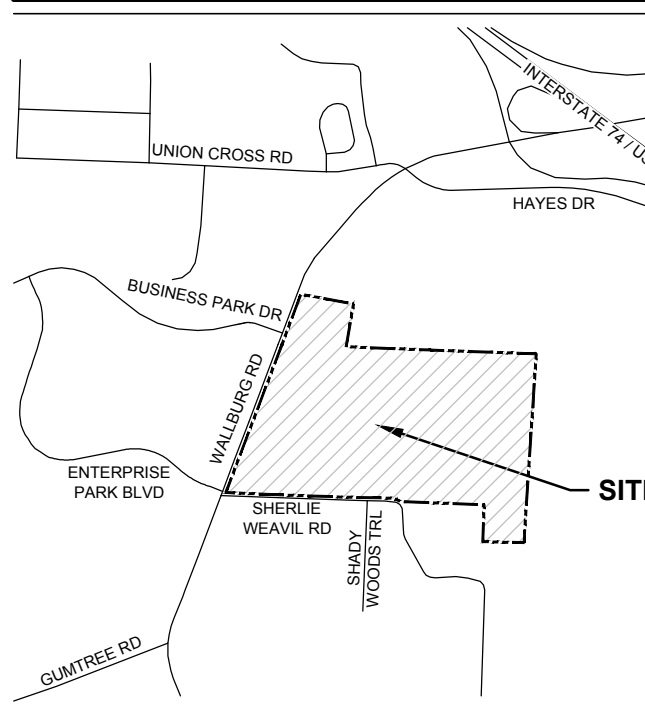 INTERSTATE 74 / US
UNION CROSS RD
HAYES DR
BUSINESS PARK DR
WALLBURG RD
ENTERPRISE
PARK BLVD
SHERLIE
WEAVIL RD
SHADY
WOODS TRL
GUMTREE RD